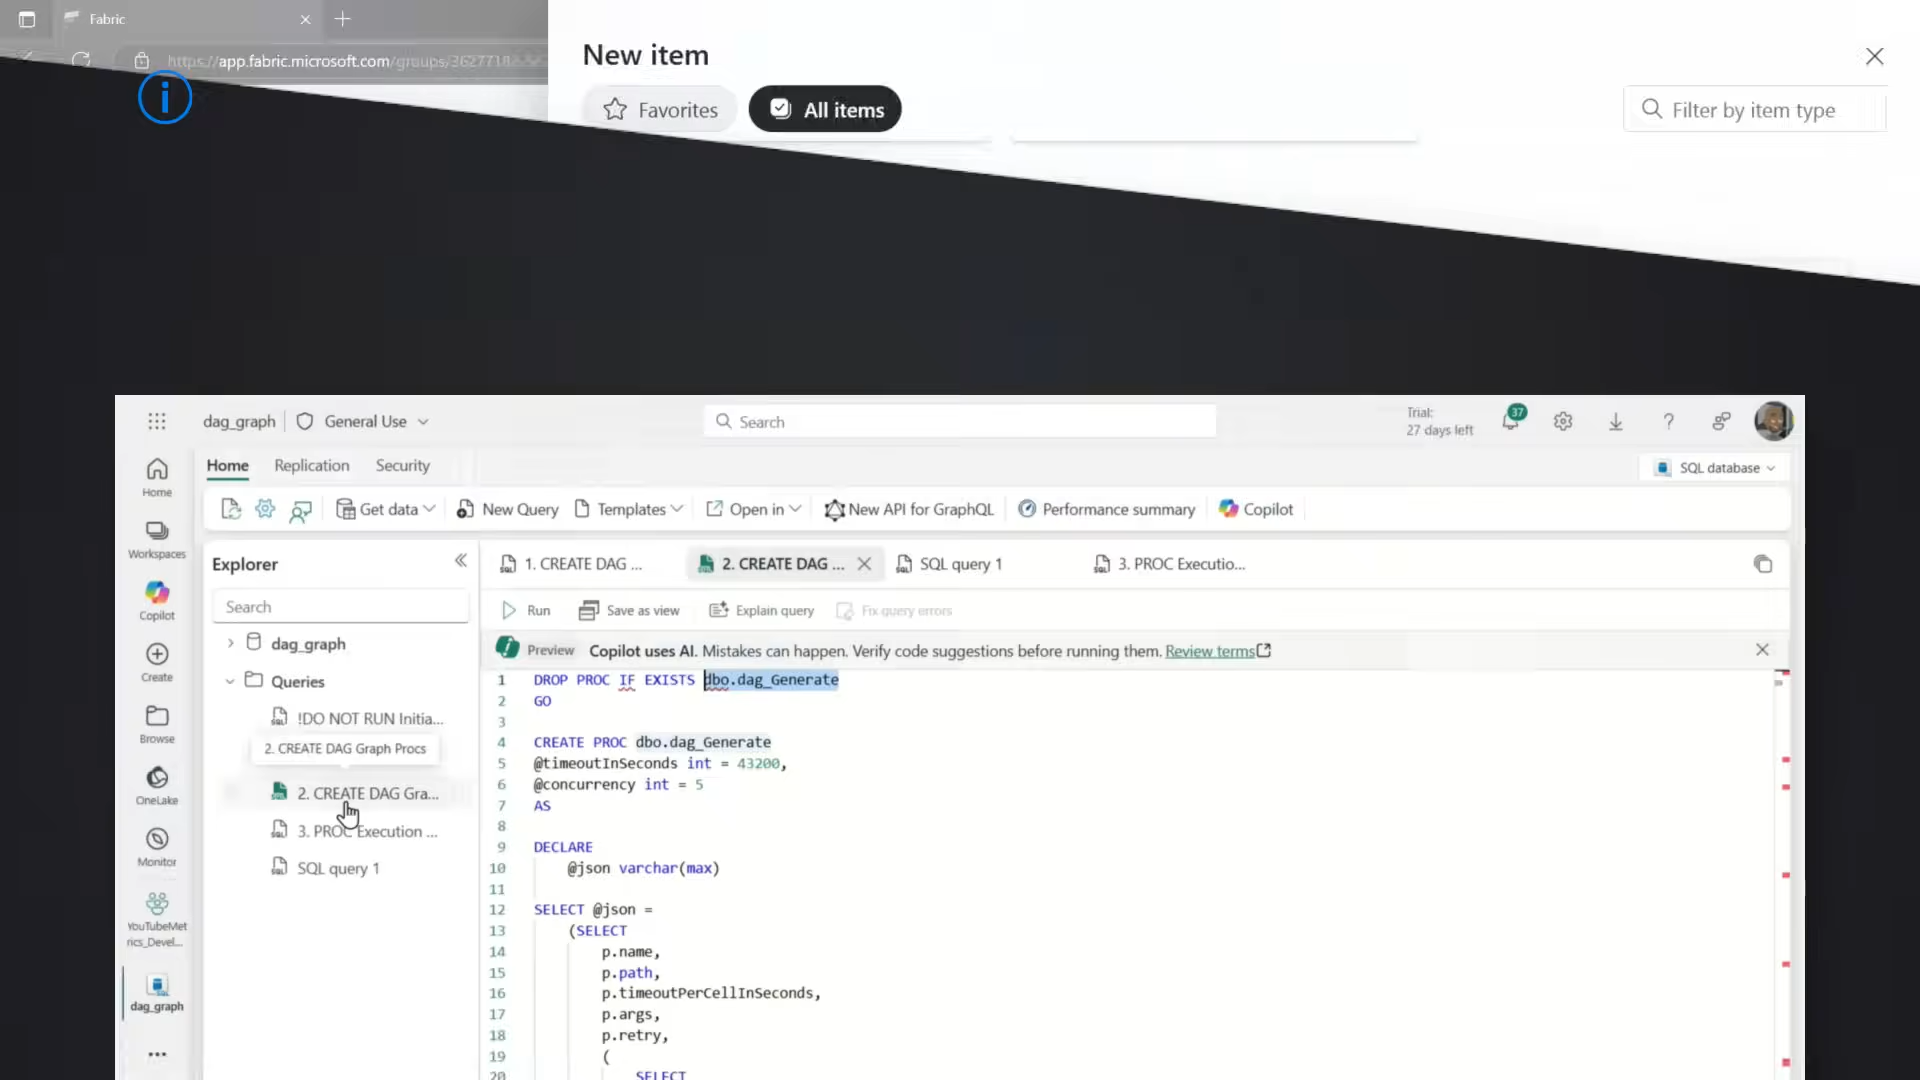 Fabric
https://app.fabric.microsoft.com/groups/3627718
New item
Favorites
All items
Filter by item type
dag_graph
General Use
Search
Trial:
27 days left
37
Home
Replication
Security
SQL database
Get data
New Query
Templates
Open in
New API for GraphQL
Performance summary
Copilot
Home
Workspaces
Copilot
Create
Browse
OneLake
Monitor
YouTubeMet
rics_Devel...
dag_graph
Explorer
Search
dag_graph
Queries
!DO NOT RUN Initia...
2. CREATE DAG Graph Procs
2. CREATE DAG Gra...
3. PROC Execution ...
SQL query 1
1. CREATE DAG ...
2. CREATE DAG ...
SQL query 1
3. PROC Executio...
Run
Save as view
Explain query
Fix query errors
Preview
Copilot uses AI. Mistakes can happen. Verify code suggestions before running them. Review terms
1 DROP PROC IF EXISTS dbo.dag_Generate
2 GO
3
4 CREATE PROC dbo.dag_Generate
5 @timeoutInSeconds int = 43200,
6 @concurrency int = 5
7 AS
8
9 DECLARE
10 @json varchar(max)
11
12 SELECT @json =
13 (SELECT
14 p.name,
15 p.path,
16 p.timeoutPerCellInSeconds,
17 p.args,
18 p.retry,
19 (
20 SELECT